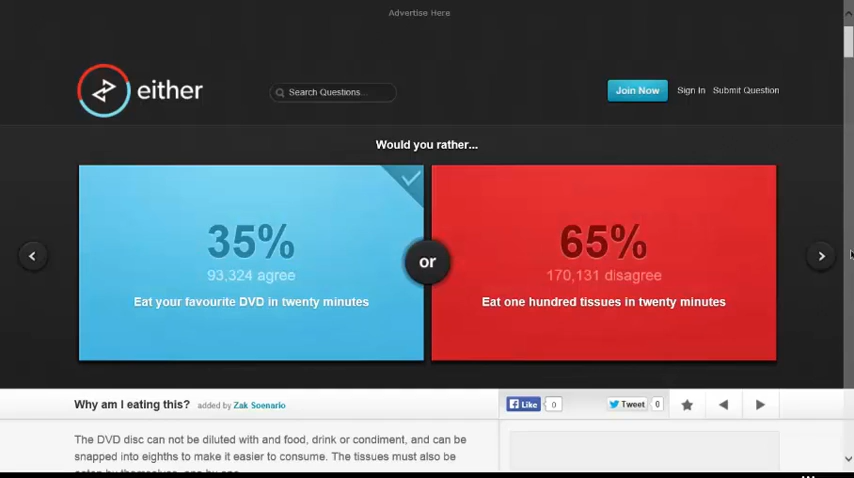 Advertise Here
either
Search Questions...
Join Now
Sign In
Submit Question
Would you rather...
35%
93,324 agree
Eat your favourite DVD in twenty minutes
or
65%
170,131 disagree
Eat one hundred tissues in twenty minutes
Why am I eating this? added by Zak Soenario
Like 0
Tweet 0
The DVD disc can not be diluted with and food, drink or condiment, and can be
snapped into eighths to make it easier to consume. The tissues must also be